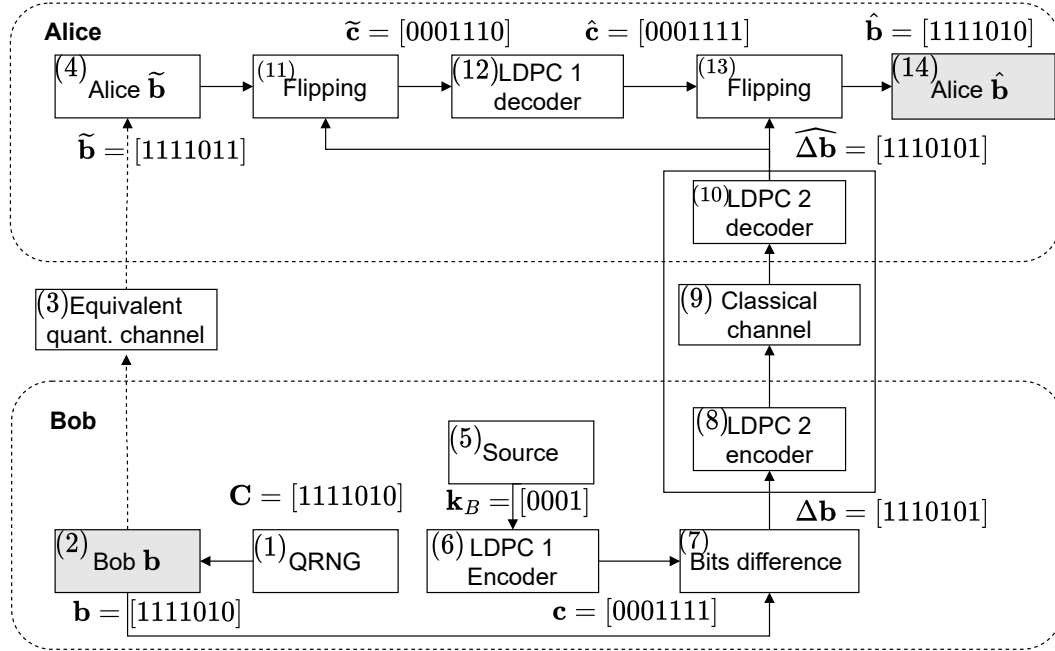 Alice
c̃ = [0001110]
ĉ = [0001111]
b̂ = [1111010]
(4) Alice b̃
(11) Flipping
(12) LDPC 1
decoder
(13) Flipping
(14) Alice b̂
b̃ = [1111011]
Δb̂ = [1110101]
(10) LDPC 2
decoder
(3) Equivalent
quant. channel
(9) Classical
channel
Bob
(8) LDPC 2
encoder
(5) Source
C = [1111010]
k_B = [0001]
Δb = [1110101]
(2) Bob b
(1) QRNG
(6) LDPC 1
Encoder
(7) Bits difference
b = [1111010]
c = [0001111]